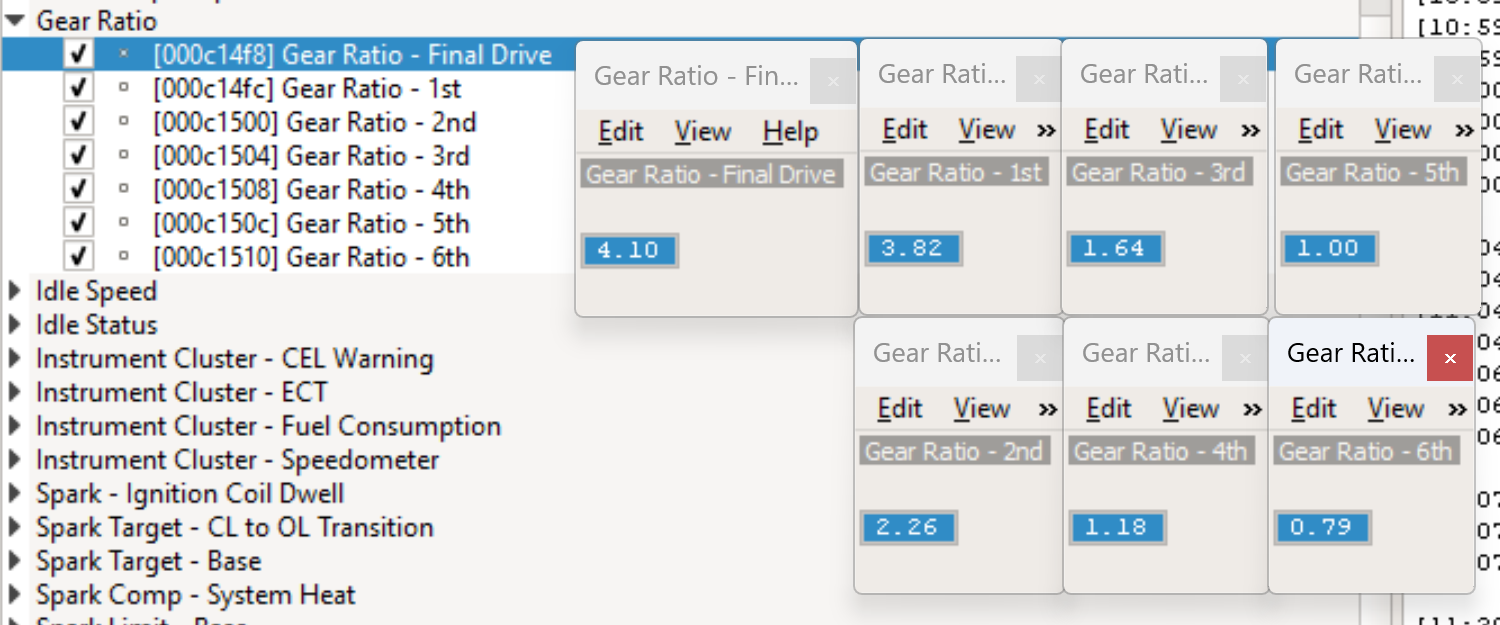 Gear Ratio
[000c14f8] Gear Ratio - Final Drive
[000c14fc] Gear Ratio - 1st
[000c1500] Gear Ratio - 2nd
[000c1504] Gear Ratio - 3rd
[000c1508] Gear Ratio - 4th
[000c150c] Gear Ratio - 5th
[000c1510] Gear Ratio - 6th
Idle Speed
Idle Status
Instrument Cluster - CEL Warning
Instrument Cluster - ECT
Instrument Cluster - Fuel Consumption
Instrument Cluster - Speedometer
Spark - Ignition Coil Dwell
Spark Target - CL to OL Transition
Spark Target - Base
Spark Comp - System Heat
Gear Ratio - Fin...
Edit View Help
Gear Ratio - Final Drive
4.10
Gear Rati...
Edit View »
Gear Ratio - 1st
3.82
Gear Rati...
Edit View »
Gear Ratio - 3rd
1.64
Gear Rati...
Edit View »
Gear Ratio - 5th
1.00
Gear Rati...
Edit View »
Gear Ratio - 2nd
2.26
Gear Rati...
Edit View »
Gear Ratio - 4th
1.18
Gear Rati...
Edit View »
Gear Ratio - 6th
0.79